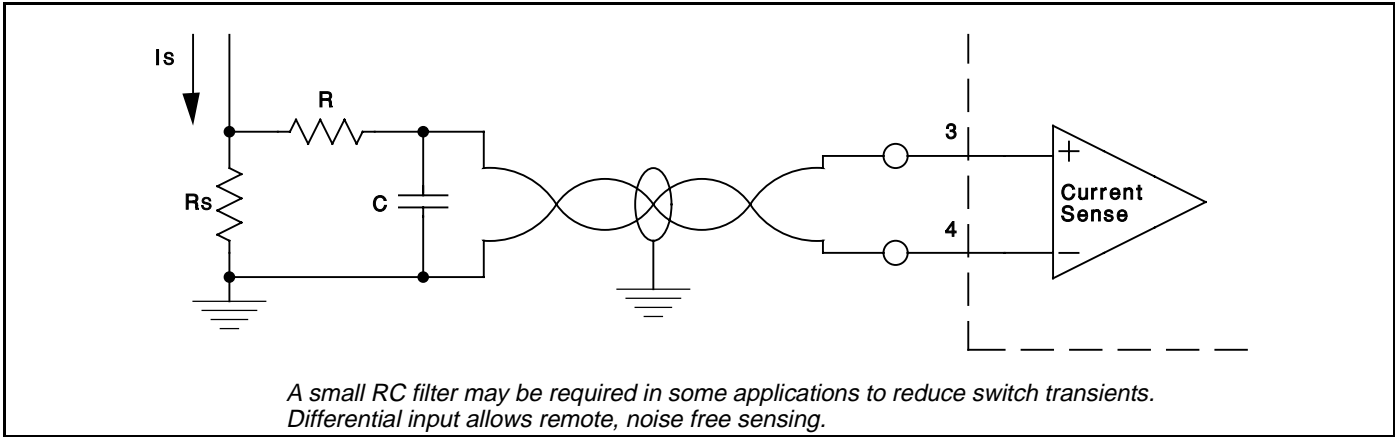 Is
R
Rs
C
3
4
+
Current
Sense
−
A small RC filter may be required in some applications to reduce switch transients.
Differential input allows remote, noise free sensing.